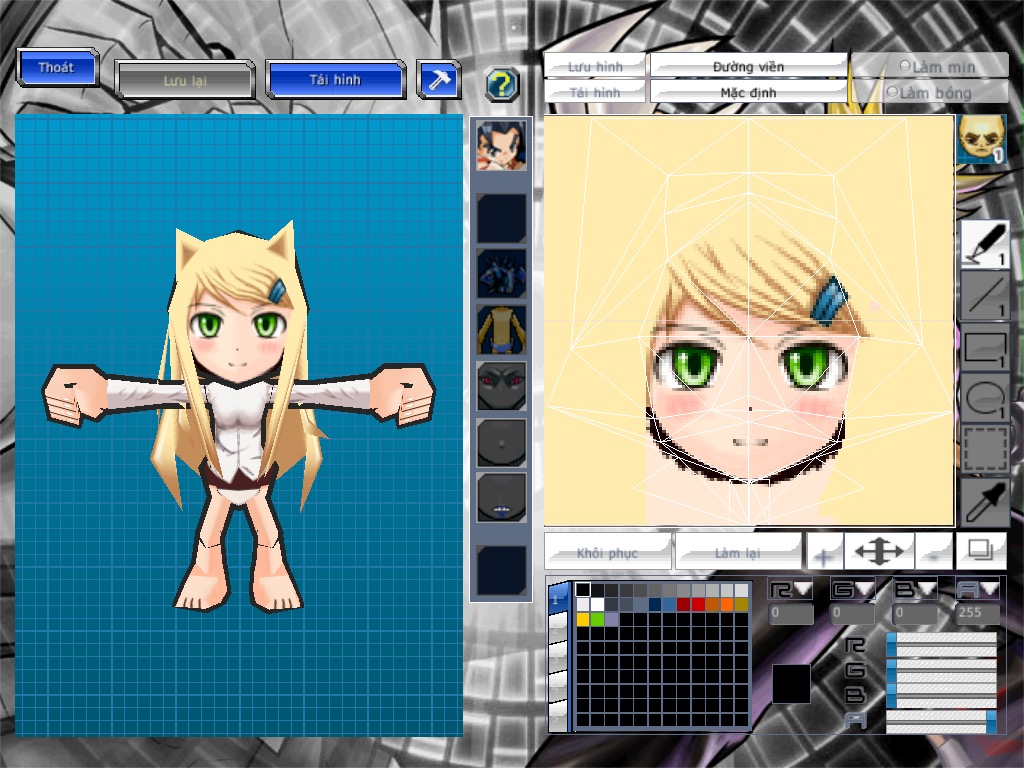 Thoát
Lưu lại
Tải hình
?
Lưu hình
Đường viền
Làm mịn
Tải hình
Mặc định
Làm bóng
1
1
1
1
1
Khôi phục
Làm lại
+
-
1
R
G
B
A
0
0
0
255
R
G
B
A